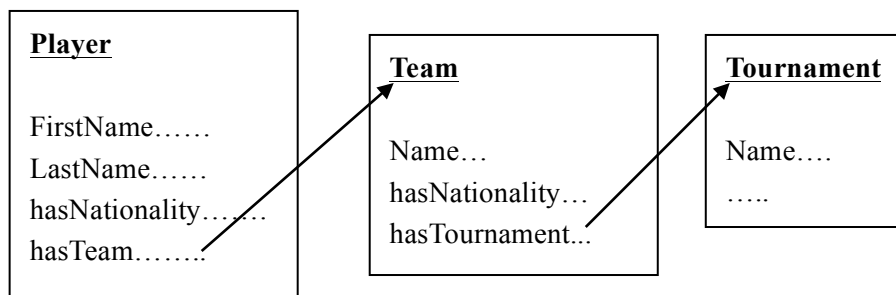 Player
FirstName……
LastName……
hasNationality…….
hasTeam……..
Team
Name…
hasNationality…
hasTournament...
Tournament
Name….
…..